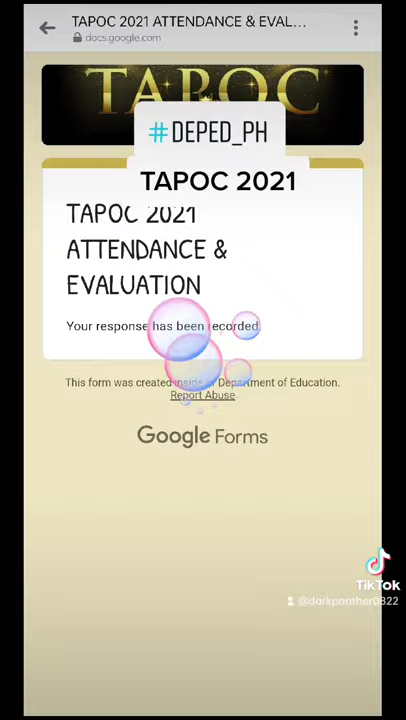 TAPOC 2021 ATTENDANCE & EVAL...
docs.google.com
TAPOC
#DEPED_PH
TAPOC 2021
TAPOC 2021
ATTENDANCE &
EVALUATION
Your response has been recorded.
This form was created inside of Department of Education.
Report Abuse
Google Forms
TikTok
@darkponther0822